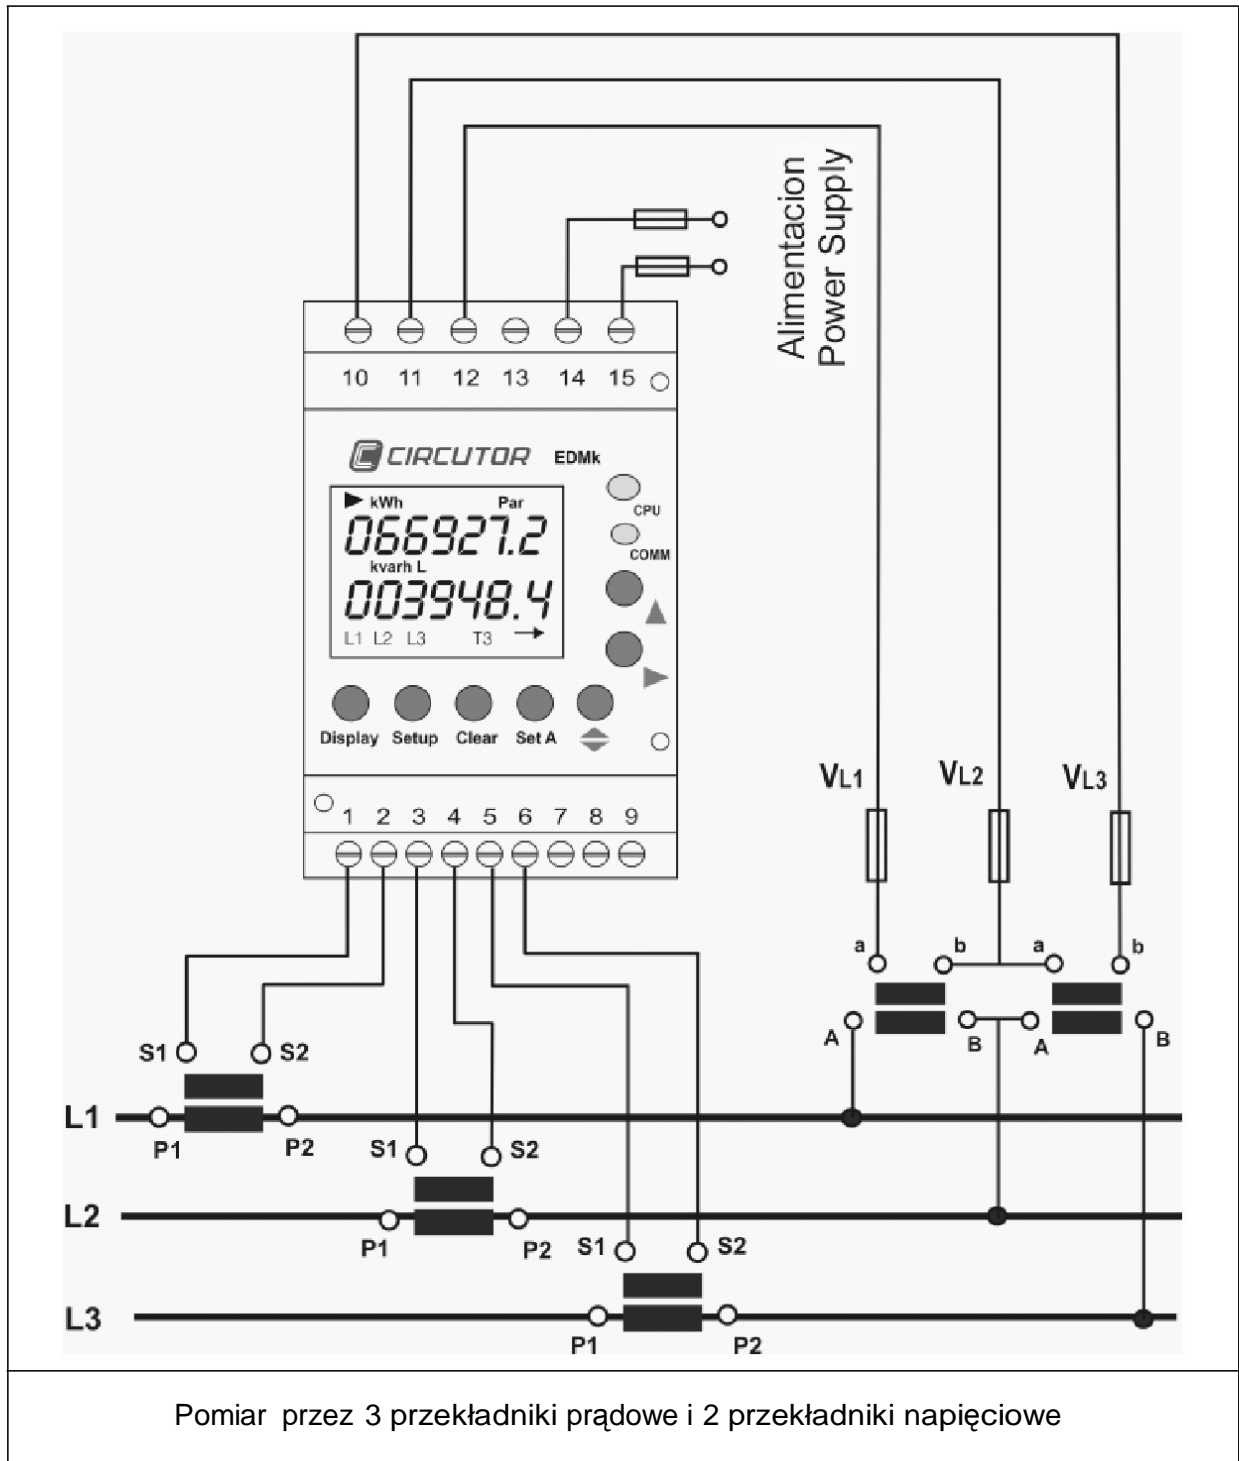 Alimentacion
Power Supply
10 11 12 13 14 15
CIRCUTOR EDMk
kWh Par
066927.2
kvarh L
003948.4
L1 L2 L3 T3
CPU
COMM
Display Setup Clear Set A
1 2 3 4 5 6 7 8 9
VL1 VL2 VL3
a b a b
A B A B
S1 S2
L1
P1 P2
S1 S2
L2
P1 P2
S1 S2
L3
P1 P2
Pomiar przez 3 przekładniki prądowe i 2 przekładniki napięciowe